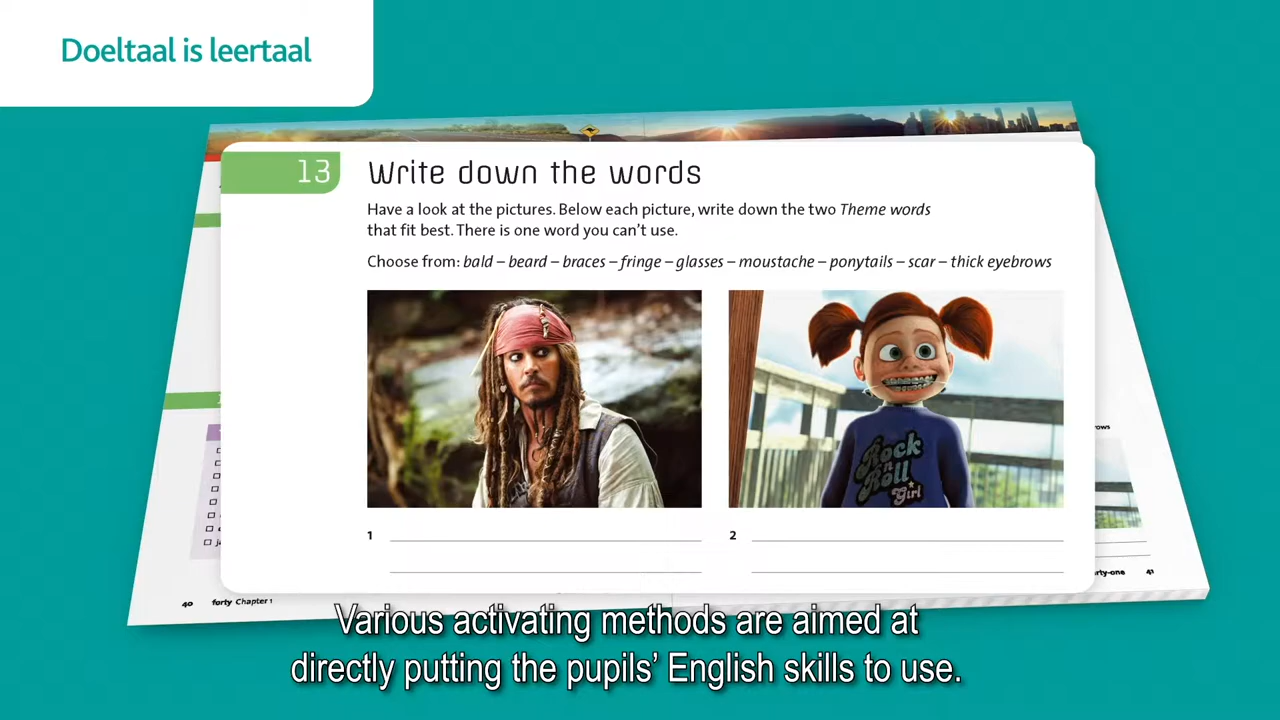 Doeltaal is leertaal
13
Write down the words
Have a look at the pictures. Below each picture, write down the two Theme words
that fit best. There is one word you can't use.
Choose from: bald – beard – braces – fringe – glasses – moustache – ponytails – scar – thick eyebrows
Rock
n
Roll
Girl
1
2
40 forty Chapter 1
41
Various activating methods are aimed at
directly putting the pupils' English skills to use.